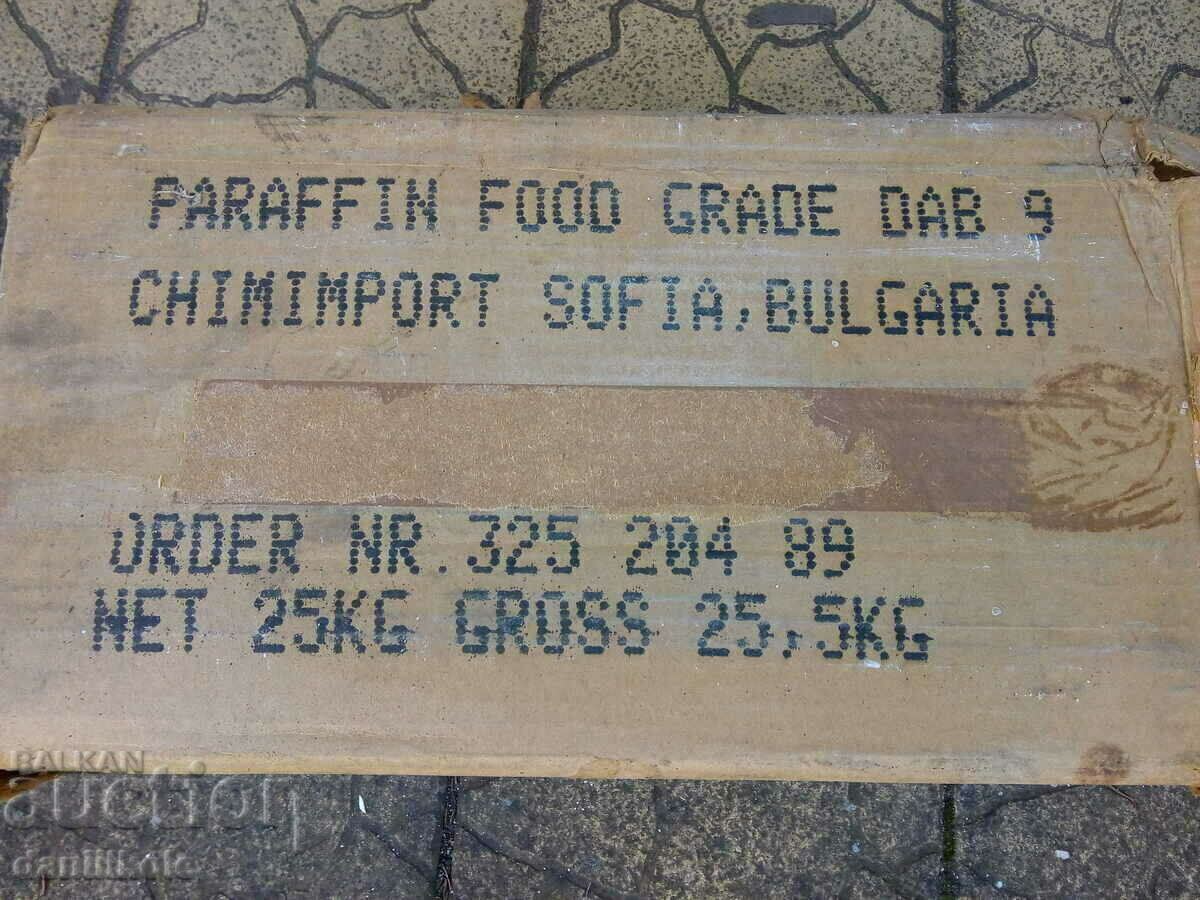 PARAFFIN FOOD GRADE DAB 9
CHIMIMPORT SOFIA, BULGARIA
ORDER NR. 325 204 89
NET 25KG GROSS 25,5KG
BALKAN
auction